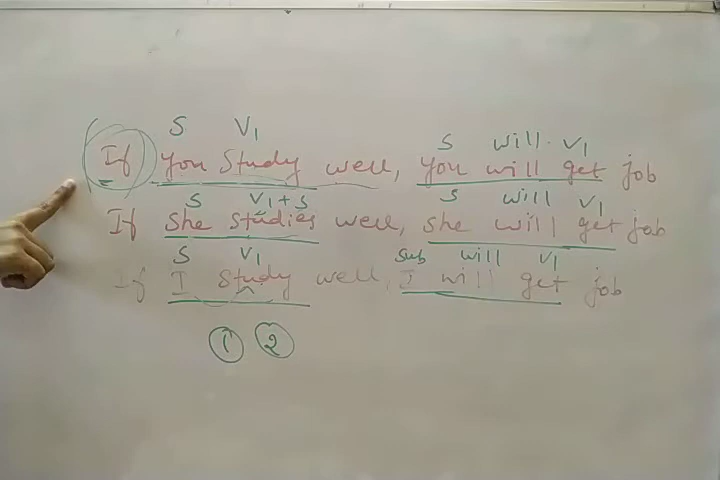 S V1 S will. V1
If you study well, you will get job
S V1+S S will V1
If she studies well, she will get job
S V1 Sub will V1
If I study well, I will get job
1 2